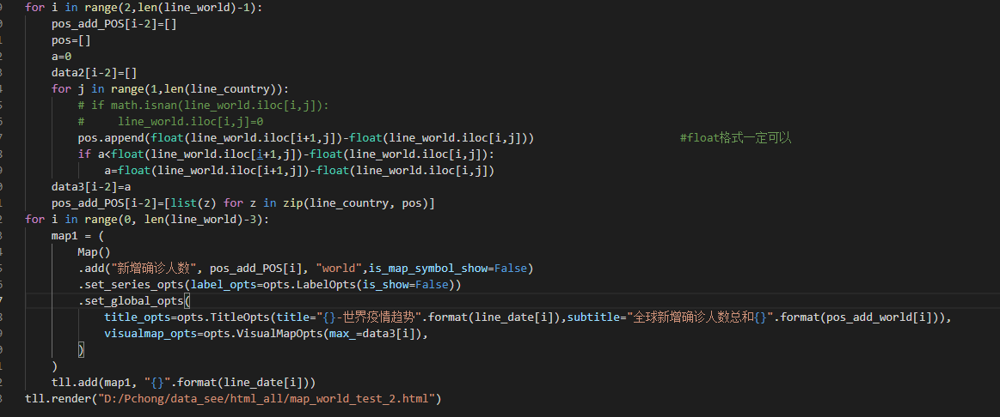 for i in range(2,len(line_world)-1):
    pos_add_POS[i-2]=[]
    pos=[]
    a=0
    data2[i-2]=[]
    for j in range(1,len(line_country)):
        # if math.isnan(line_world.iloc[i,j]):
        #     line_world.iloc[i,j]=0
        pos.append(float(line_world.iloc[i+1,j])-float(line_world.iloc[i,j]))                      #float格式一定可以
        if a<float(line_world.iloc[i+1,j])-float(line_world.iloc[i,j]):
            a=float(line_world.iloc[i+1,j])-float(line_world.iloc[i,j])
    data3[i-2]=a
    pos_add_POS[i-2]=[list(z) for z in zip(line_country, pos)]
for i in range(0, len(line_world)-3):
    map1 = (
        Map()
        .add("新增确诊人数", pos_add_POS[i], "world",is_map_symbol_show=False)
        .set_series_opts(label_opts=opts.LabelOpts(is_show=False))
        .set_global_opts(
            title_opts=opts.TitleOpts(title="{}-世界疫情趋势".format(line_date[i]),subtitle="全球新增确诊人数总和{}".format(pos_add_world[i])),
            visualmap_opts=opts.VisualMapOpts(max_=data3[i]),
        )
    )
    tll.add(map1, "{}".format(line_date[i]))
tll.render("D:/Pchong/data_see/html_all/map_world_test_2.html")